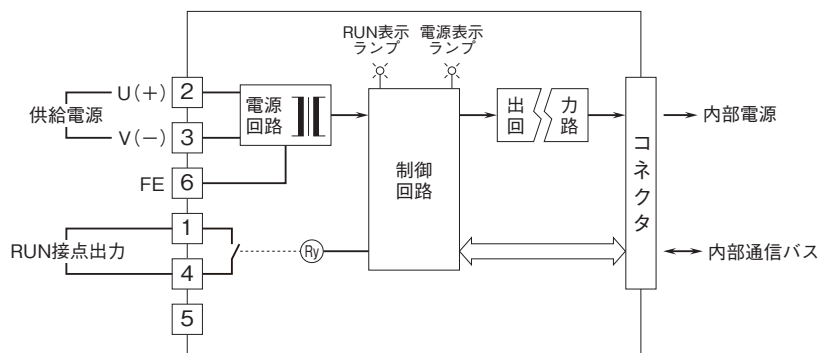 RUN表示
ランプ
電源表示
ランプ
供給電源
U(+)
2
V(−)
3
FE
6
電源
回路
制御
回路
出 力
回 路
コネクタ
内部電源
RUN接点出力
1
4
Ry
内部通信バス
5